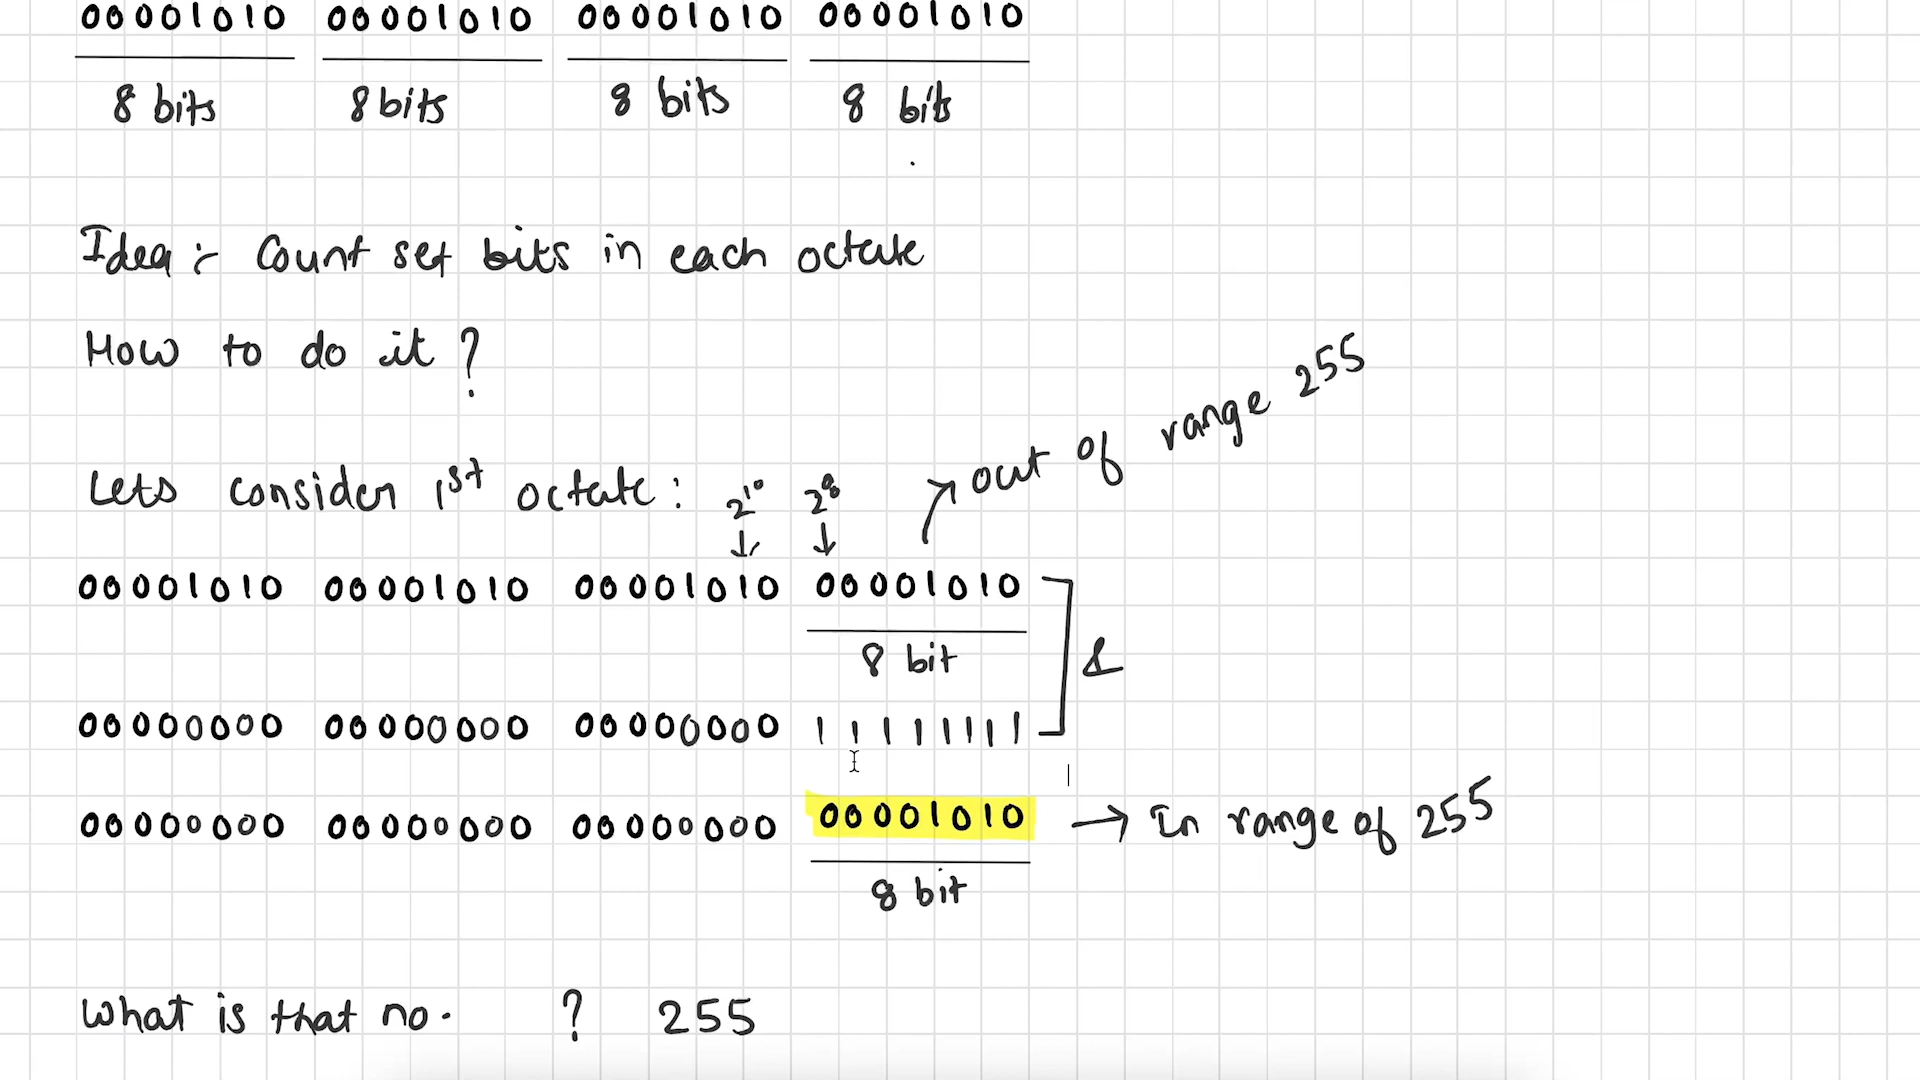 00001010 00001010 00001010 00001010
8 bits 8 bits 8 bits 8 bits
Idea :- Count set bits in each octate
How to do it ?
out of range 255
Lets consider 1st octate : 2^10 2^8
00001010 00001010 00001010 00001010
8 bit &
00000000 00000000 00000000 11111111
00000000 00000000 00000000 00001010 → In range of 255
8 bit
What is that no. ? 255